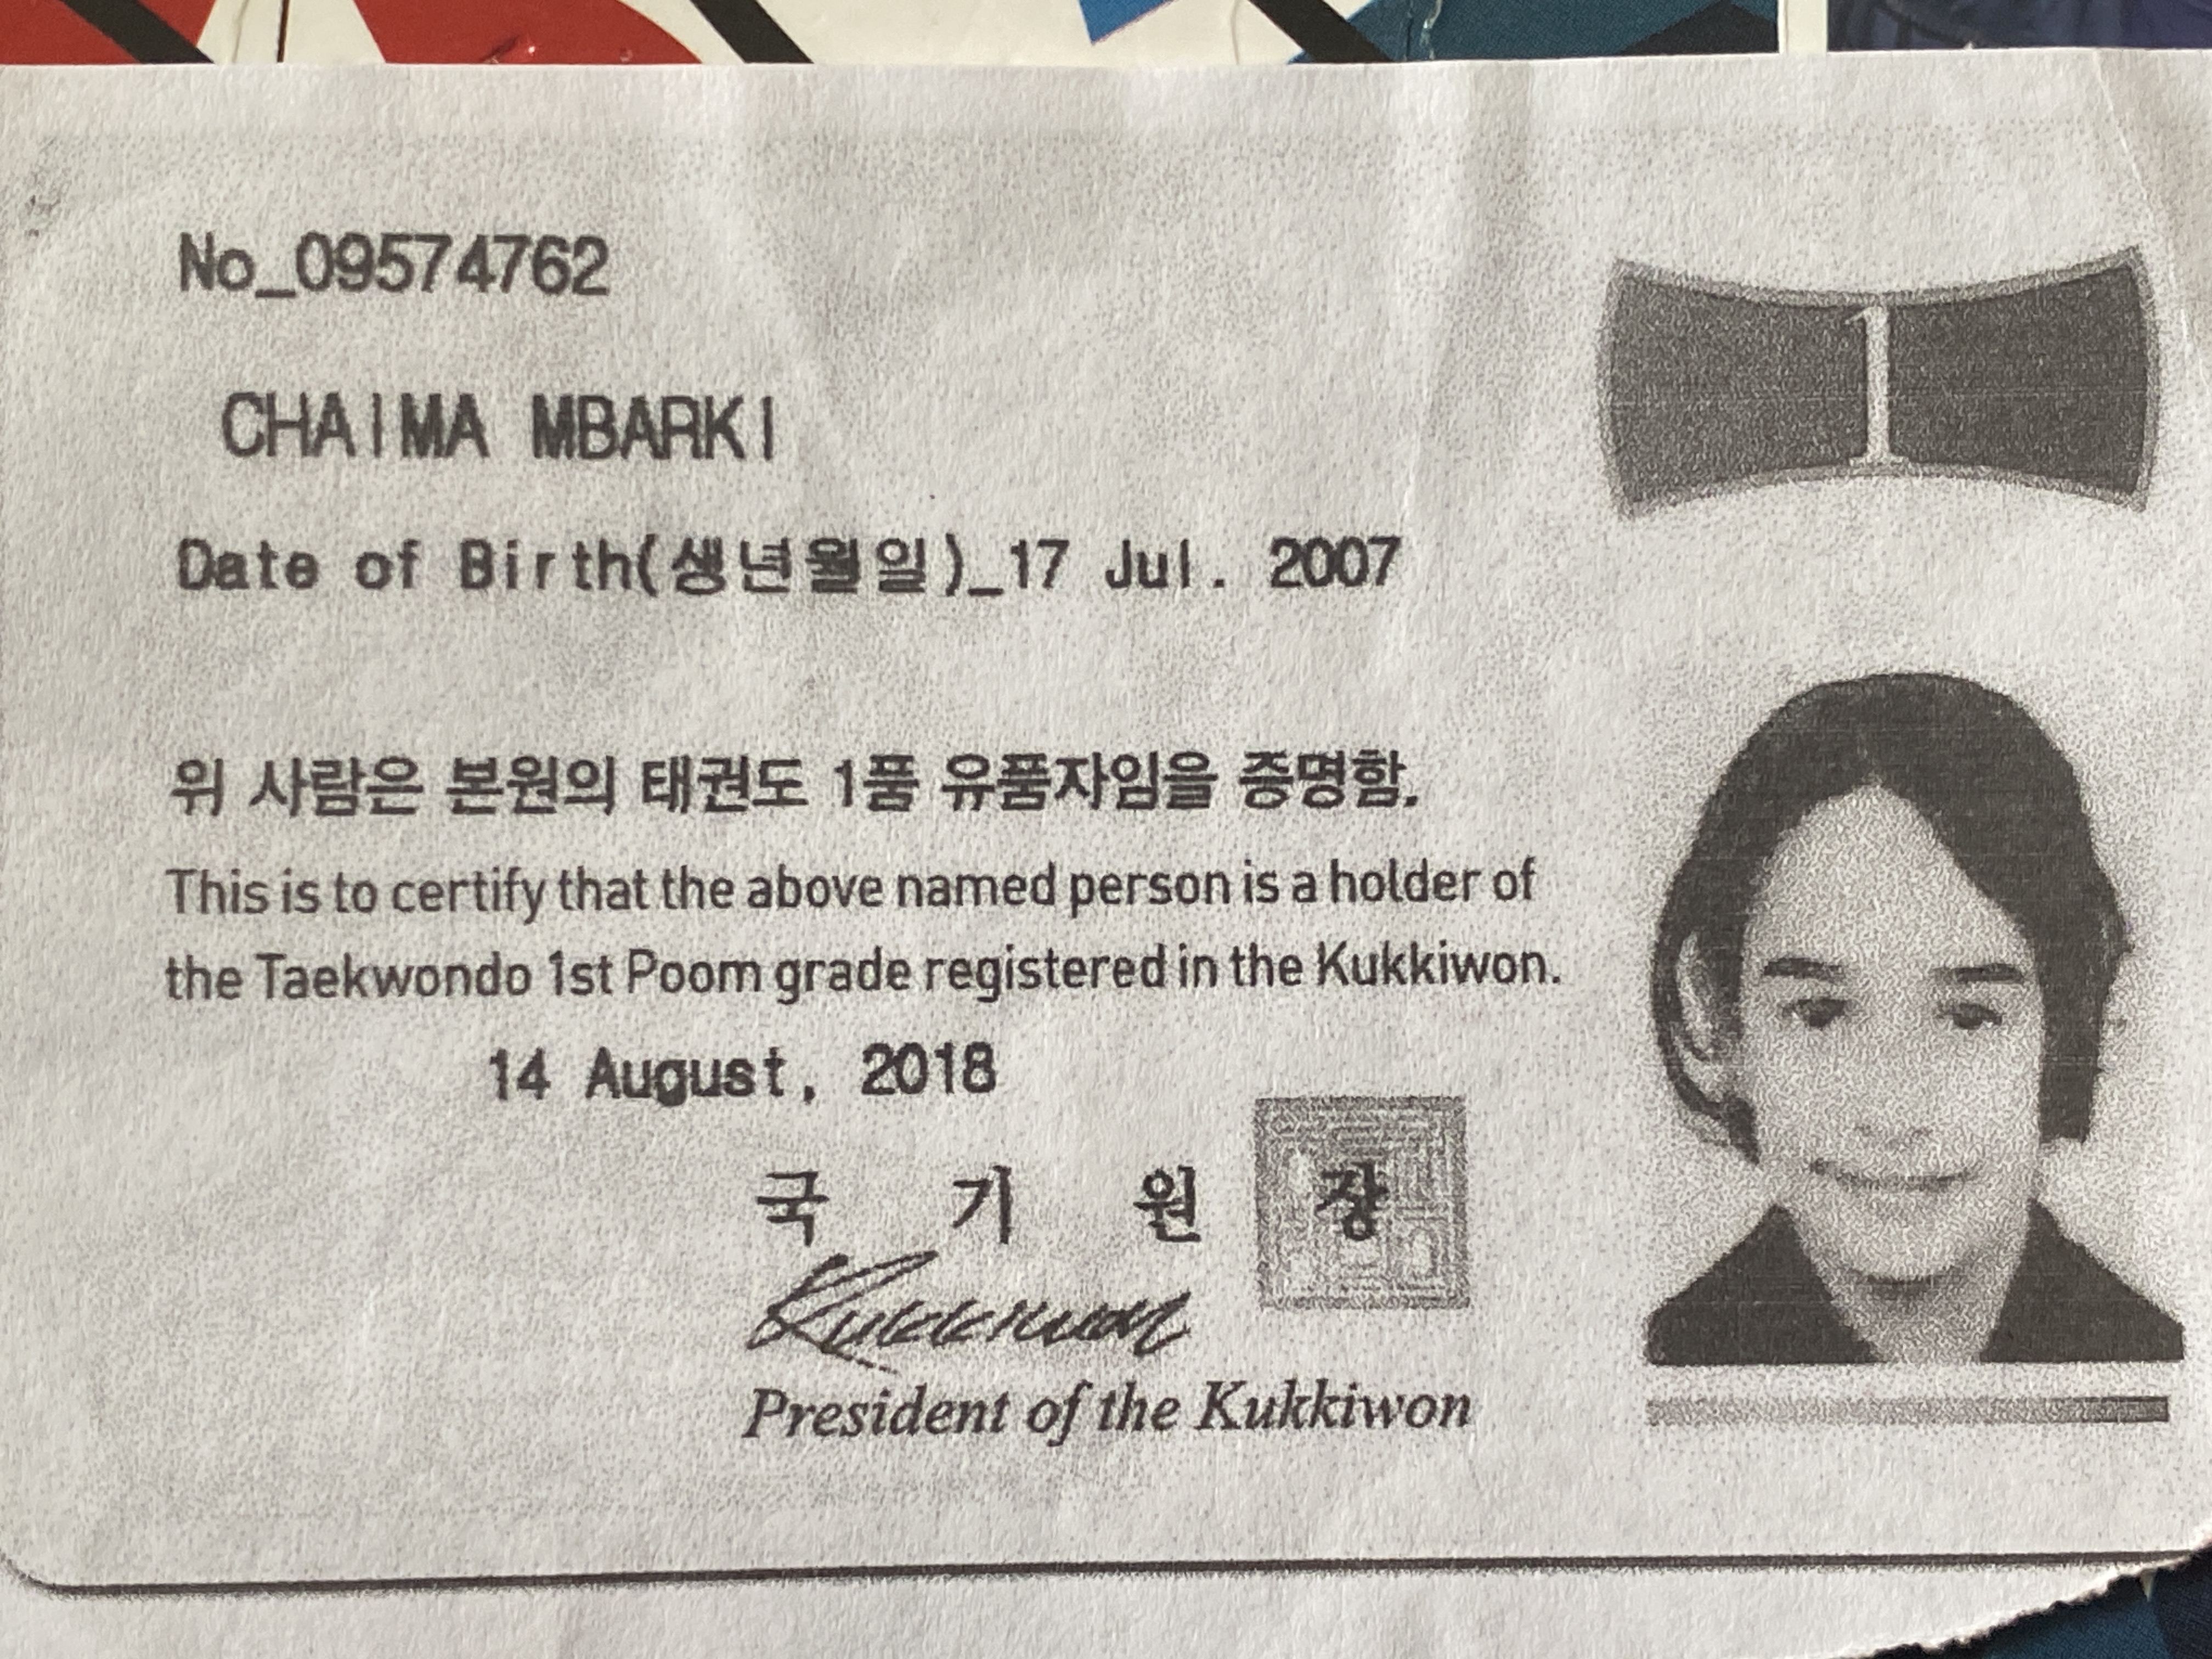 No_09574762
1
CHAIMA MBARKI
Date of Birth(생년월일)_17 Jul. 2007
위 사람은 본원의 태권도 1품 유품자임을 증명함.
This is to certify that the above named person is a holder of
the Taekwondo 1st Poom grade registered in the Kukkiwon.
14 August, 2018
국 기 원 장
Kukkiwon
President of the Kukkiwon